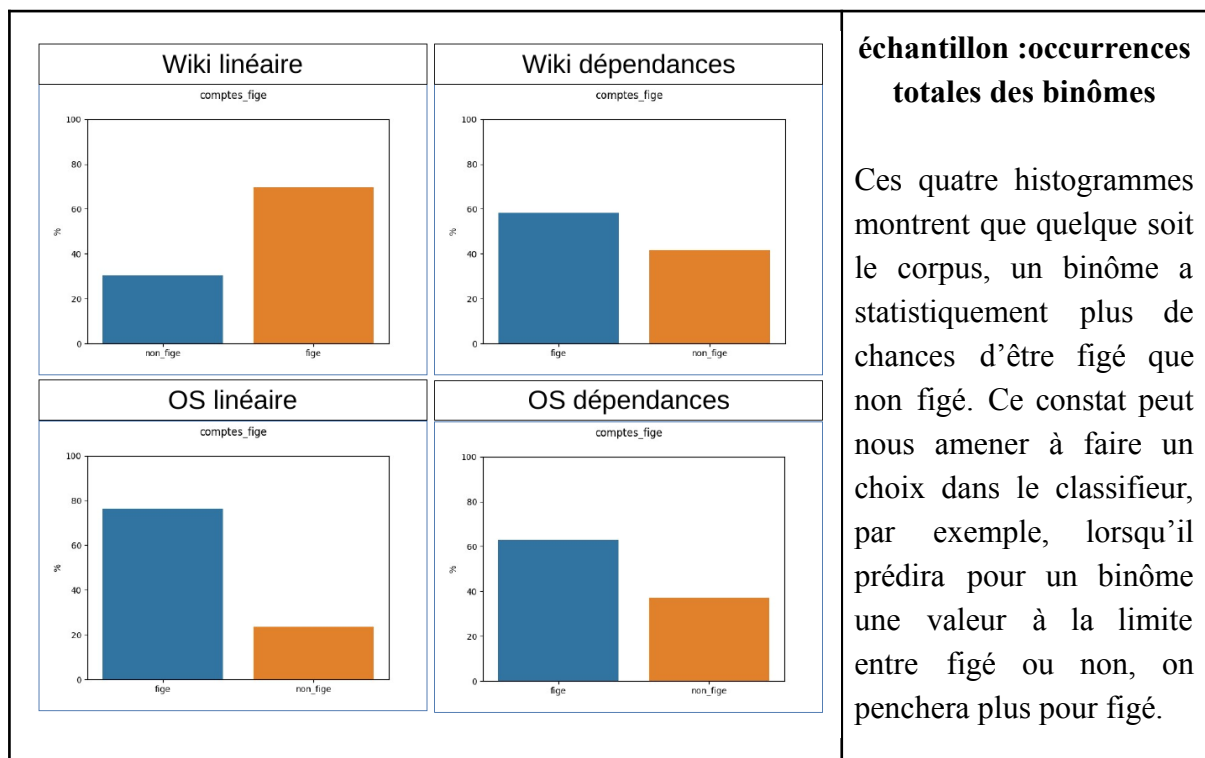 Wiki linéaire
comptes_fige
100
80
60
40
20
0
%
non_fige
fige
Wiki dépendances
comptes_fige
100
80
60
40
20
0
%
fige
non_fige
OS linéaire
comptes_fige
100
80
60
40
20
0
%
fige
non_fige
OS dépendances
comptes_fige
100
80
60
40
20
0
%
fige
non_fige
échantillon :occurrences
totales des binômes
Ces quatre histogrammes
montrent que quelque soit
le corpus, un binôme a
statistiquement plus de
chances d’être figé que
non figé. Ce constat peut
nous amener à faire un
choix dans le classifieur,
par exemple, lorsqu’il
prédira pour un binôme
une valeur à la limite
entre figé ou non, on
penchera plus pour figé.